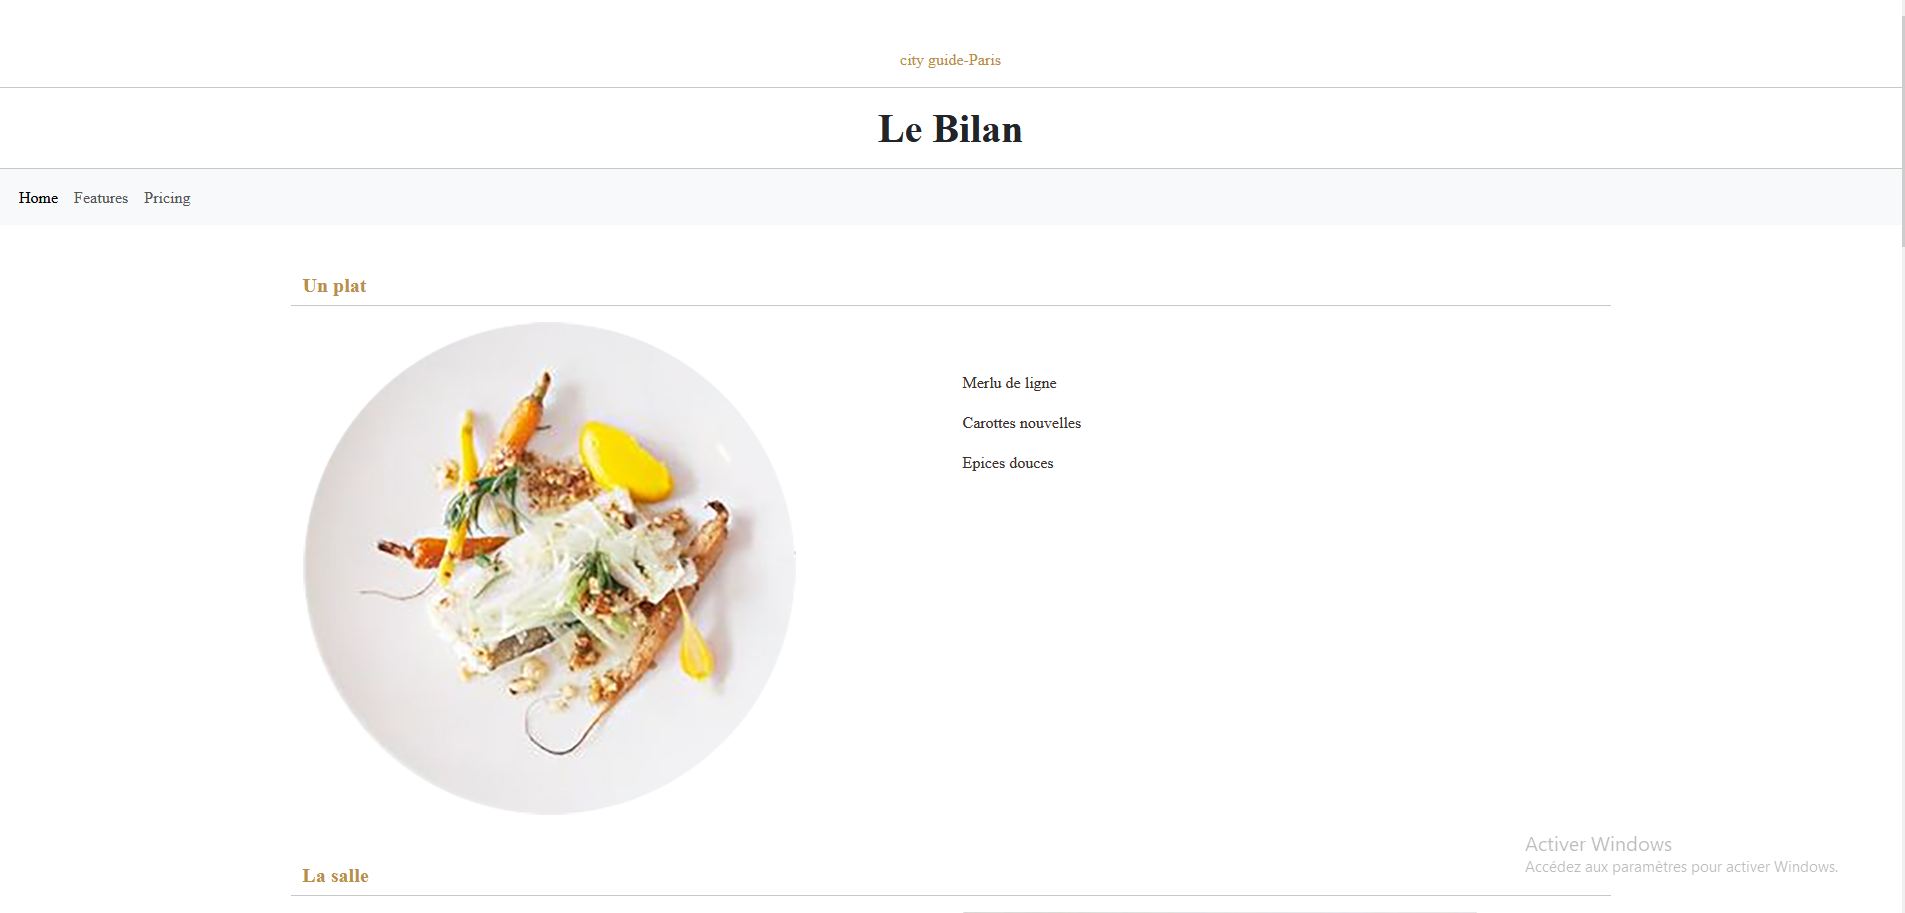 city guide-Paris
Le Bilan
Home Features Pricing
Un plat
Merlu de ligne
Carottes nouvelles
Epices douces
La salle
Activer Windows
Accédez aux paramètres pour activer Windows.